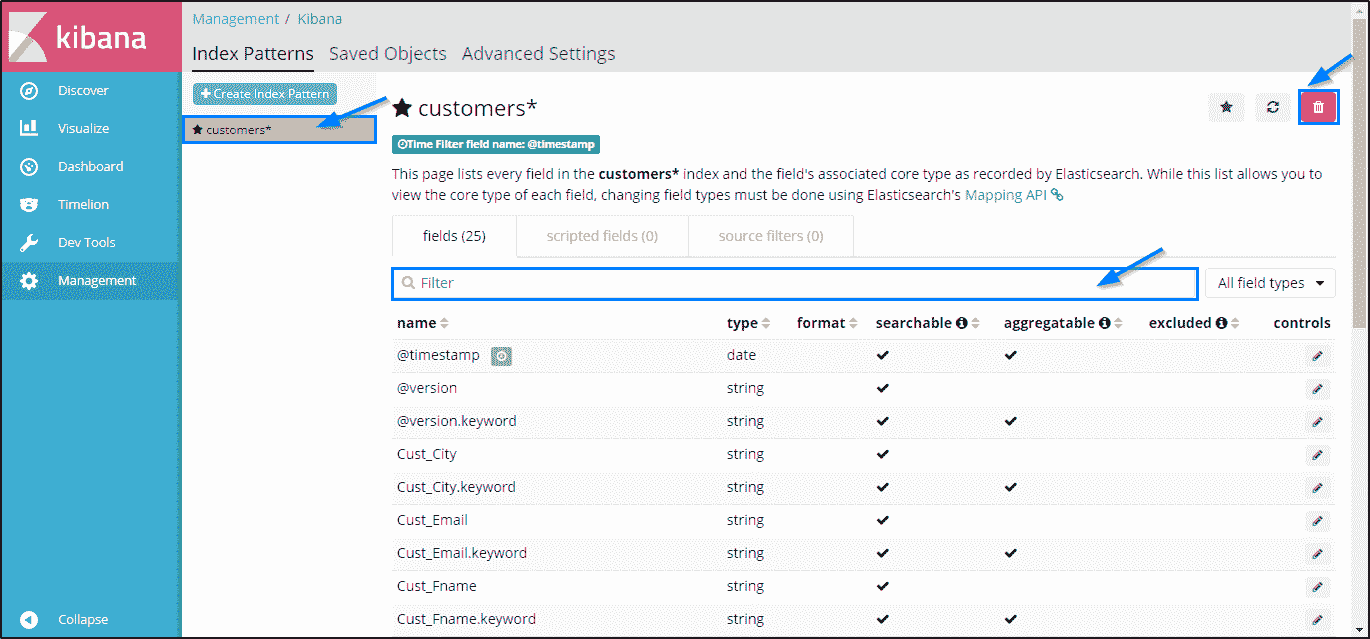 kibana
Discover
Visualize
Dashboard
Timelion
Dev Tools
Management
Collapse
Management / Kibana
Index Patterns Saved Objects Advanced Settings
Create Index Pattern
customers*
customers*
Time Filter field name: @timestamp
This page lists every field in the customers* index and the field's associated core type as recorded by Elasticsearch. While this list allows you to
view the core type of each field, changing field types must be done using Elasticsearch's Mapping API
fields (25) scripted fields (0) source filters (0)
Filter All field types
name type format searchable aggregatable excluded controls
@timestamp date
@version string
@version.keyword string
Cust_City string
Cust_City.keyword string
Cust_Email string
Cust_Email.keyword string
Cust_Fname string
Cust_Fname.keyword string